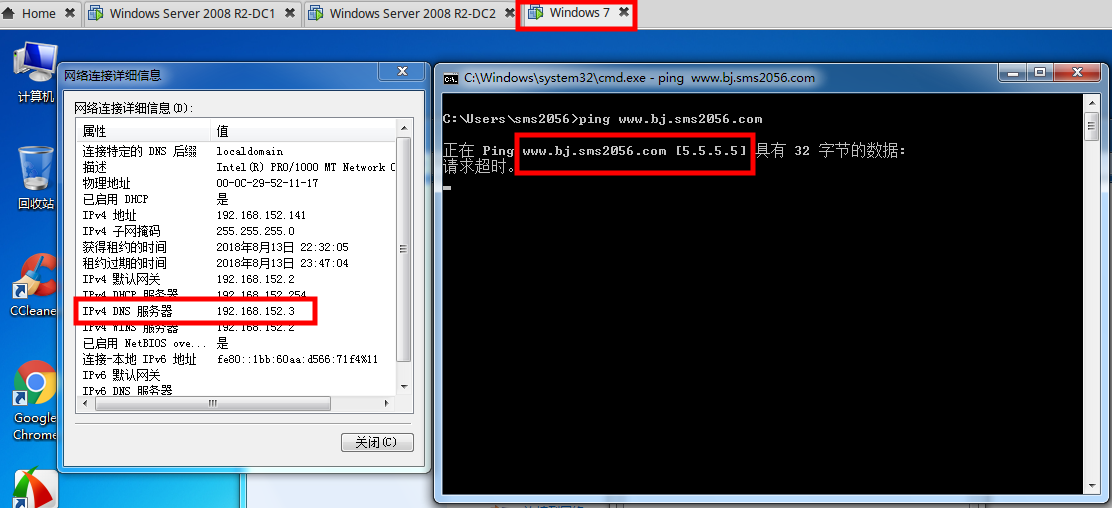 Home
Windows Server 2008 R2-DC1
Windows Server 2008 R2-DC2
Windows 7
计算机
回收站
CCleane
Google
Chrome
网络连接详细信息
网络连接详细信息(D):
属性 值
连接特定的 DNS 后缀 localdomain
描述 Intel(R) PRO/1000 MT Network C
物理地址 00-0C-29-52-11-17
已启用 DHCP 是
IPv4 地址 192.168.152.141
IPv4 子网掩码 255.255.255.0
获得租约的时间 2018年8月13日 22:32:05
租约过期的时间 2018年8月13日 23:47:04
IPv4 默认网关 192.168.152.2
IPv4 DHCP 服务器 192.168.152.254
IPv4 DNS 服务器 192.168.152.3
IPv4 WINS 服务器 192.168.152.2
已启用 NetBIOS ove... 是
连接-本地 IPv6 地址 fe80::1bb:60aa:d566:71f4%11
IPv6 默认网关
IPv6 DNS 服务器
关闭(C)
C:\Windows\system32\cmd.exe - ping www.bj.sms2056.com
C:\Users\sms2056>ping www.bj.sms2056.com
正在 Ping www.bj.sms2056.com [5.5.5.5] 具有 32 字节的数据:
请求超时。